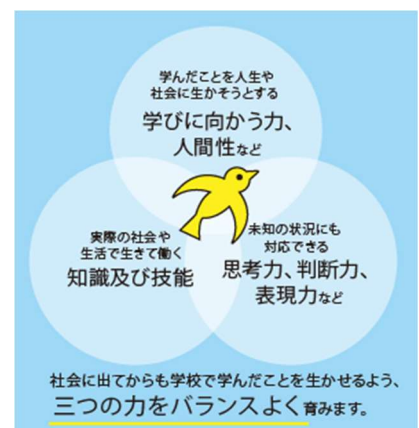 学んだことを人生や
社会に生かそうとする
学びに向かう力、
人間性など
実際の社会や
生活で生きて働く
知識及び技能
未知の状況にも
対応できる
思考力、判断力、
表現力など
社会に出てからも学校で学んだことを生かせるよう、
三つの力をバランスよく育みます。